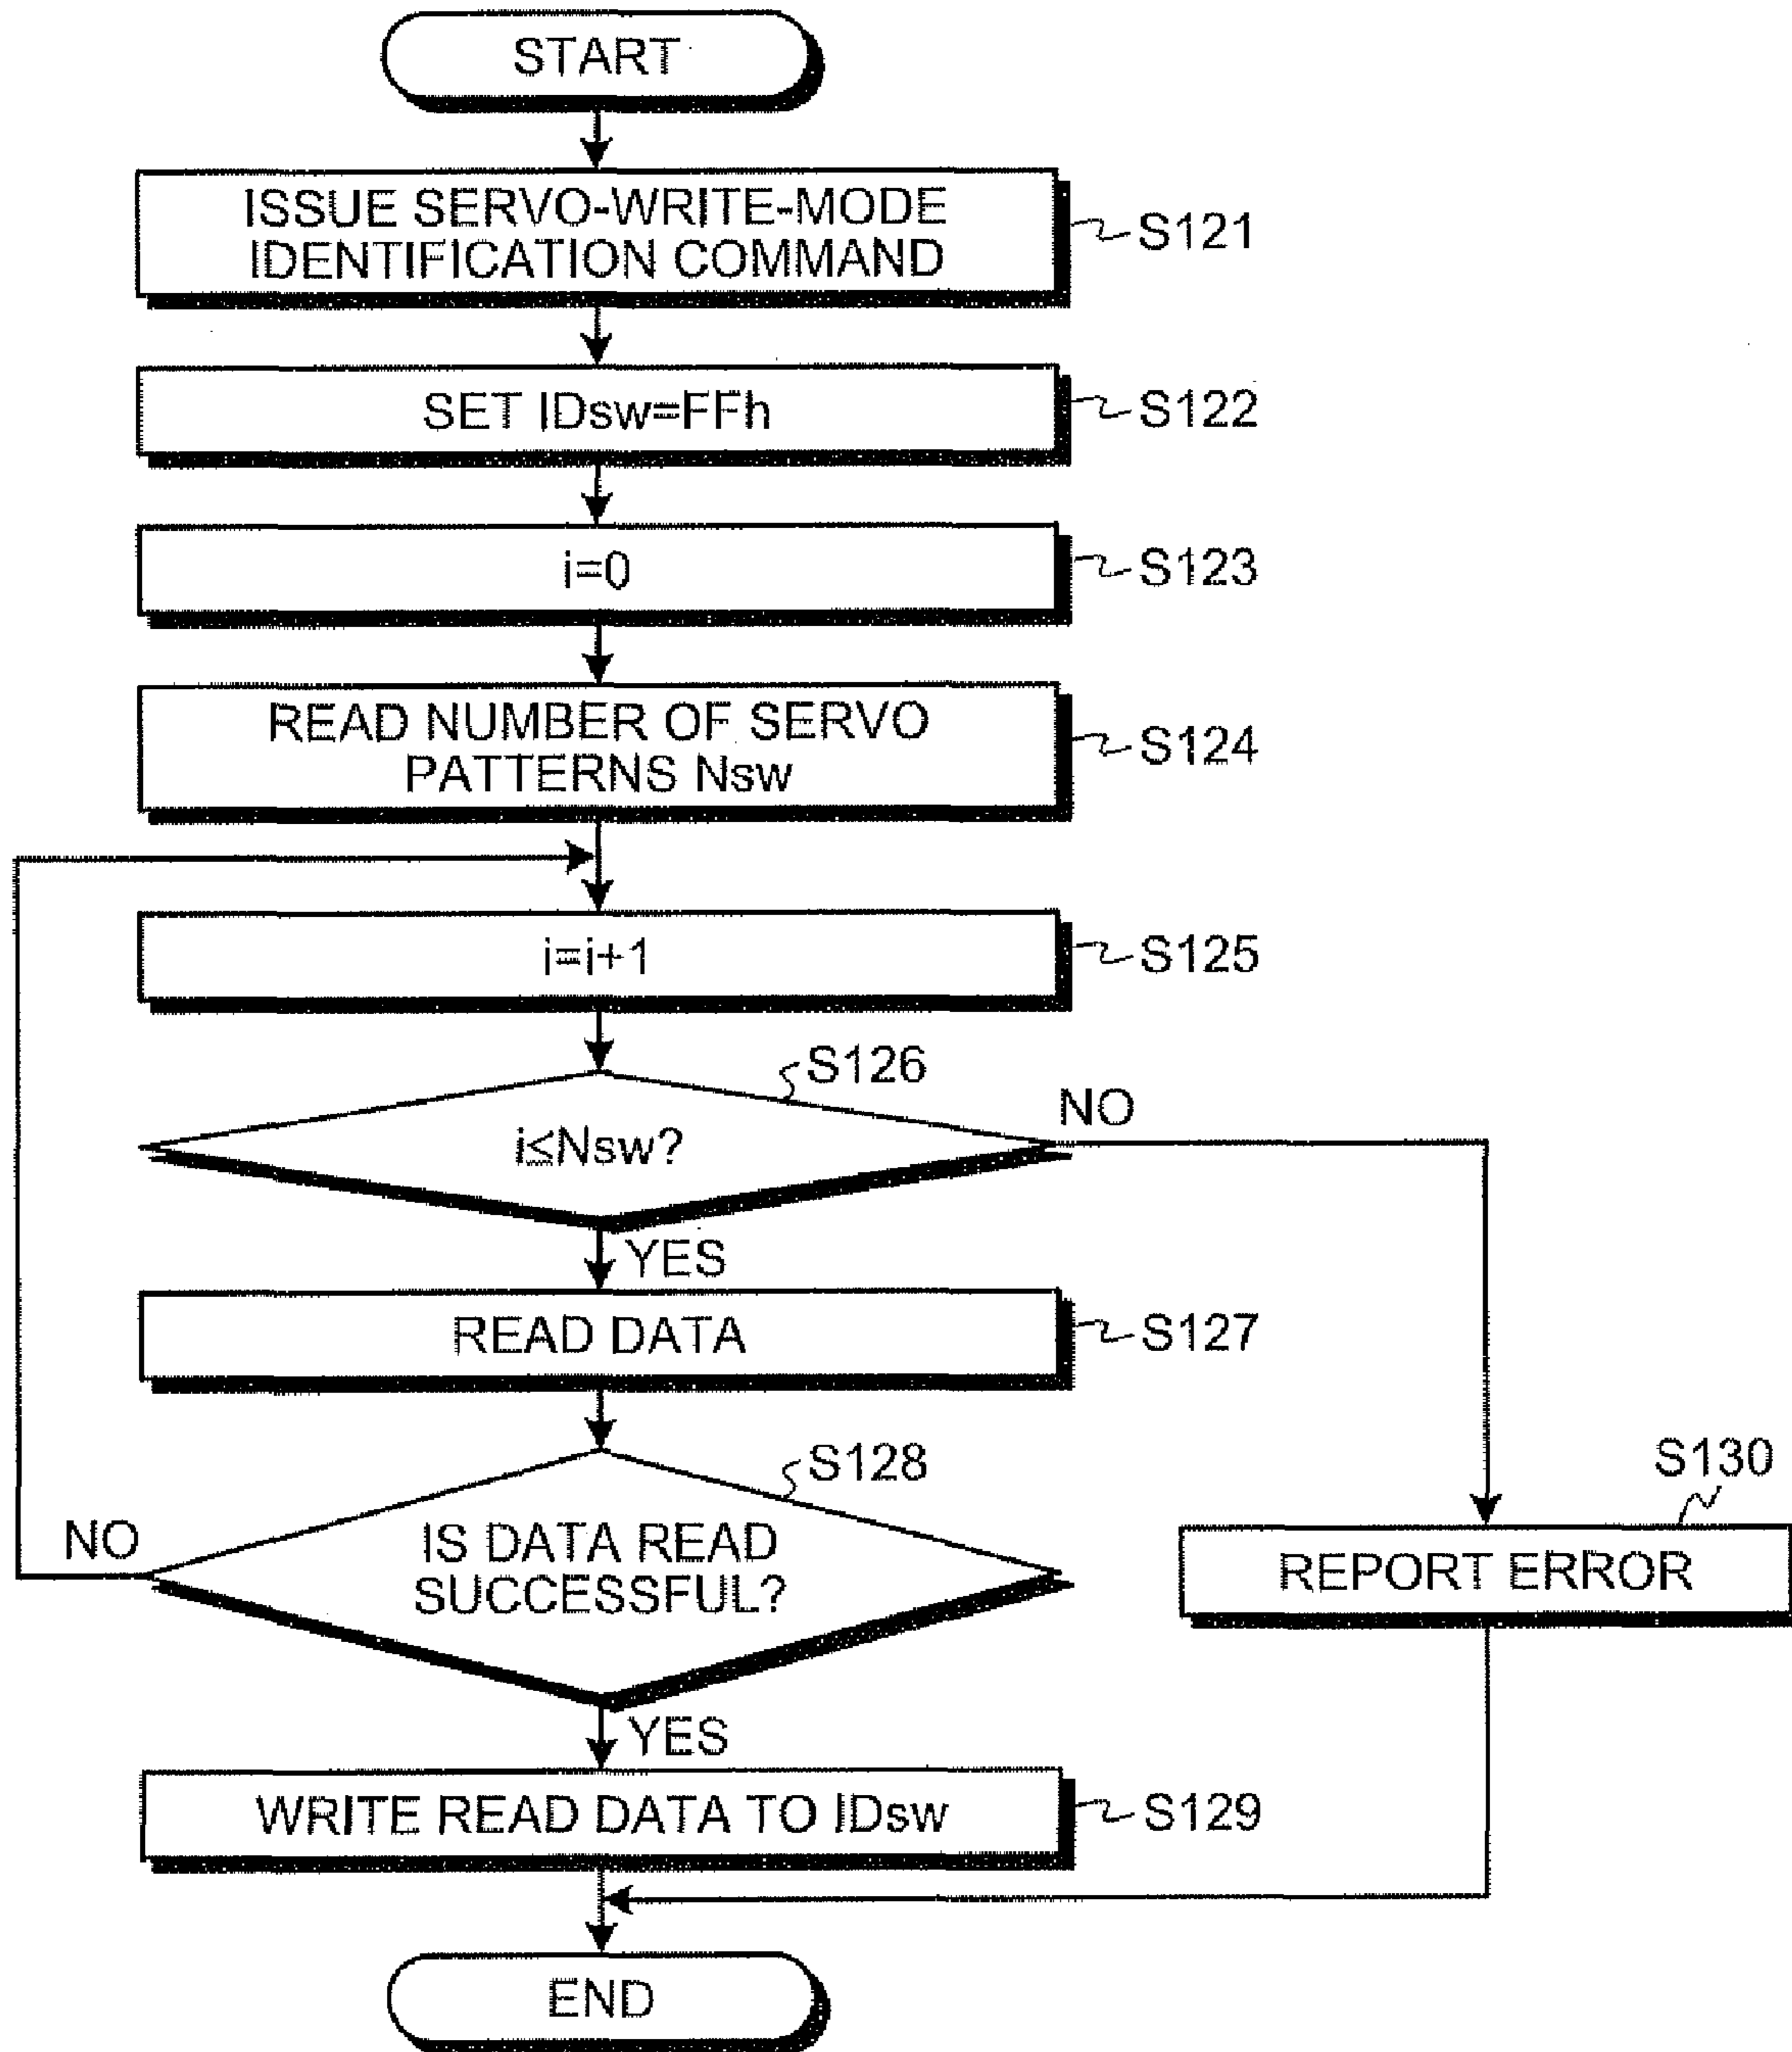 START
ISSUE SERVO-WRITE-MODE
IDENTIFICATION COMMAND
S121
SET IDsw=FFh
S122
i=0
S123
READ NUMBER OF SERVO
PATTERNS Nsw
S124
i=i+1
S125
S126
i≤Nsw?
NO
YES
READ DATA
S127
S128
IS DATA READ
SUCCESSFUL?
NO
YES
S130
REPORT ERROR
WRITE READ DATA TO IDsw
S129
END